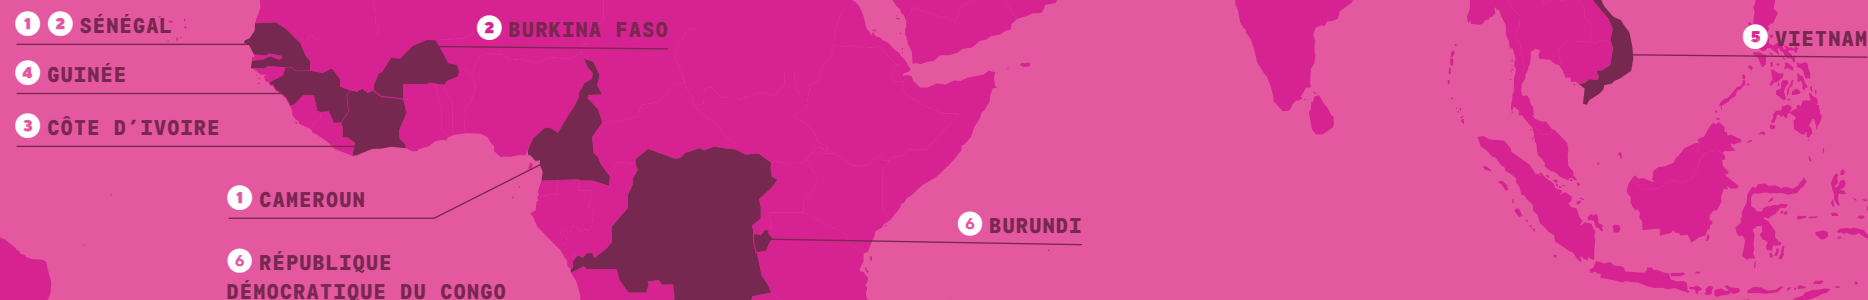 1 2 SÉNÉGAL
2 BURKINA FASO
5 VIETNAM
4 GUINÉE
3 CÔTE D'IVOIRE
1 CAMEROUN
6 BURUNDI
6 RÉPUBLIQUE
DÉMOCRATIQUE DU CONGO